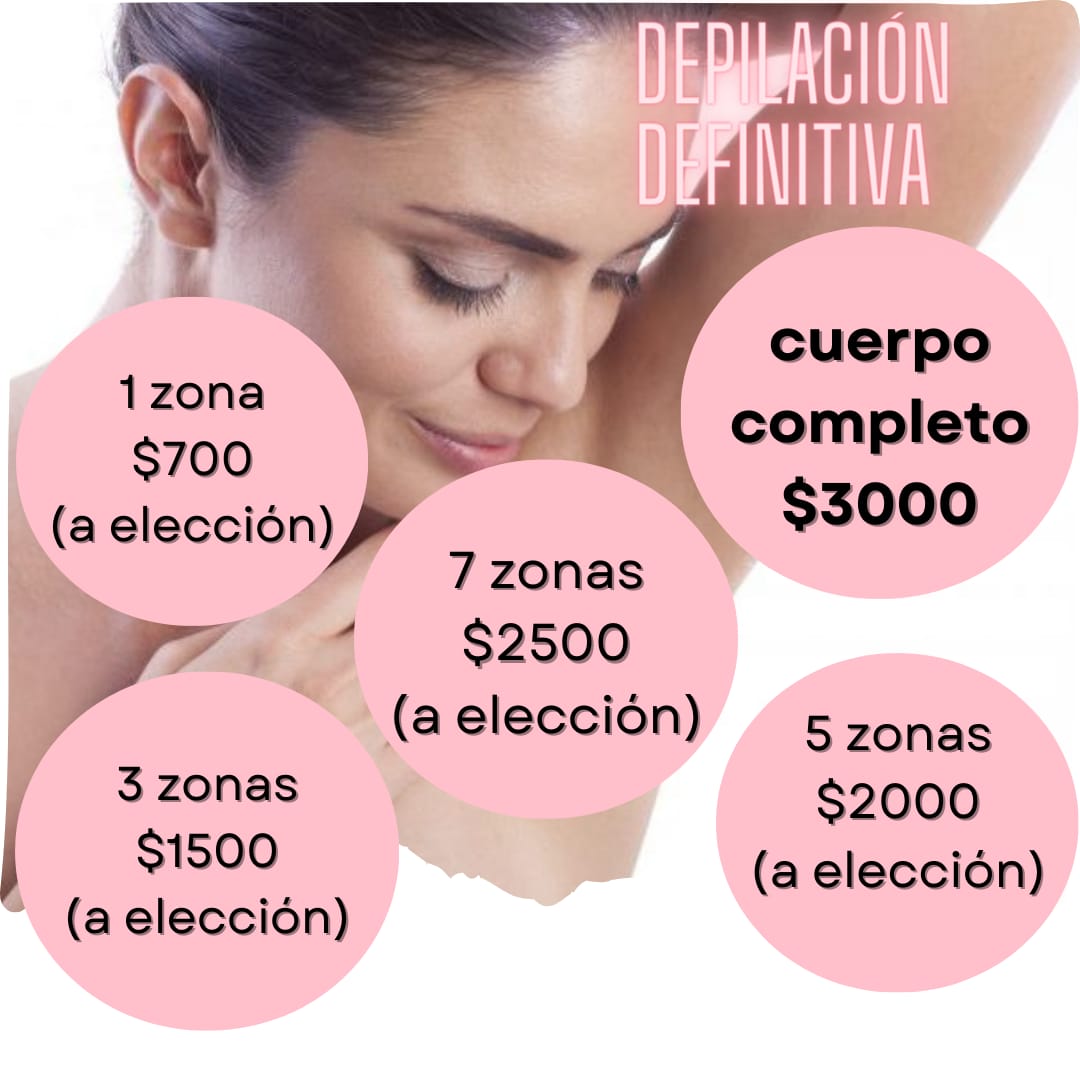 DEPILACIÓN
DEFINITIVA
cuerpo
completo
$3000
1 zona
$700
(a elección)
7 zonas
$2500
(a elección)
5 zonas
$2000
(a elección)
3 zonas
$1500
(a elección)